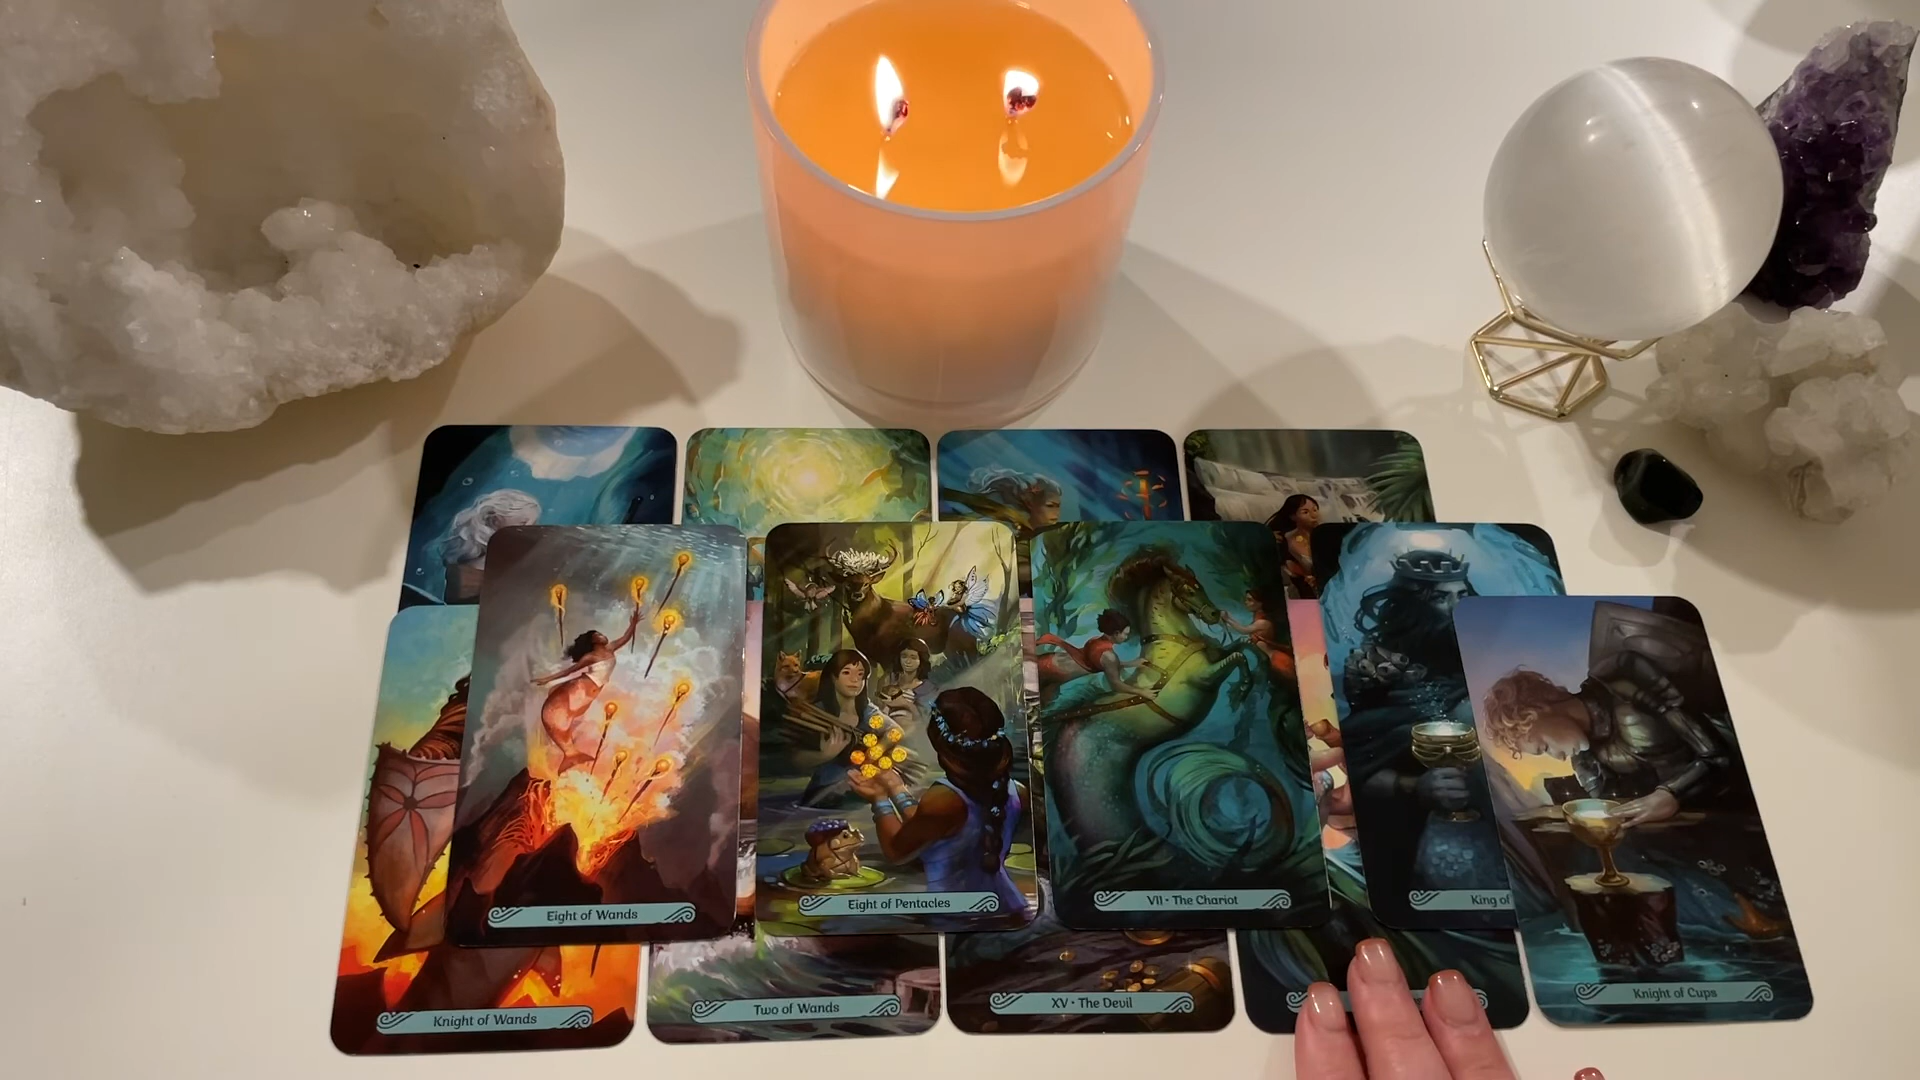 Eight of Wands
Eight of Pentacles
VII • The Chariot
King of
Knight of Wands
Two of Wands
XV • The Devil
Knight of Cups